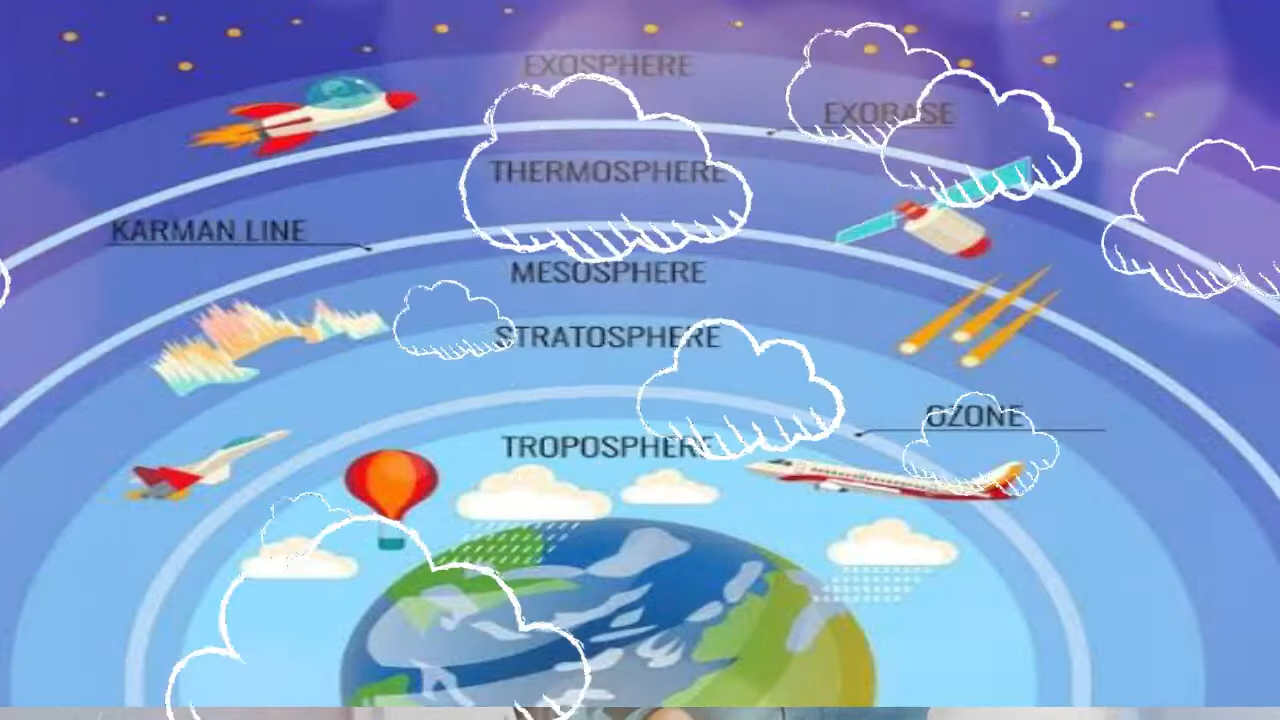 EXOSPHERE
EXOBASE
THERMOSPHERE
KARMAN LINE
MESOSPHERE
STRATOSPHERE
OZONE
TROPOSPHERE